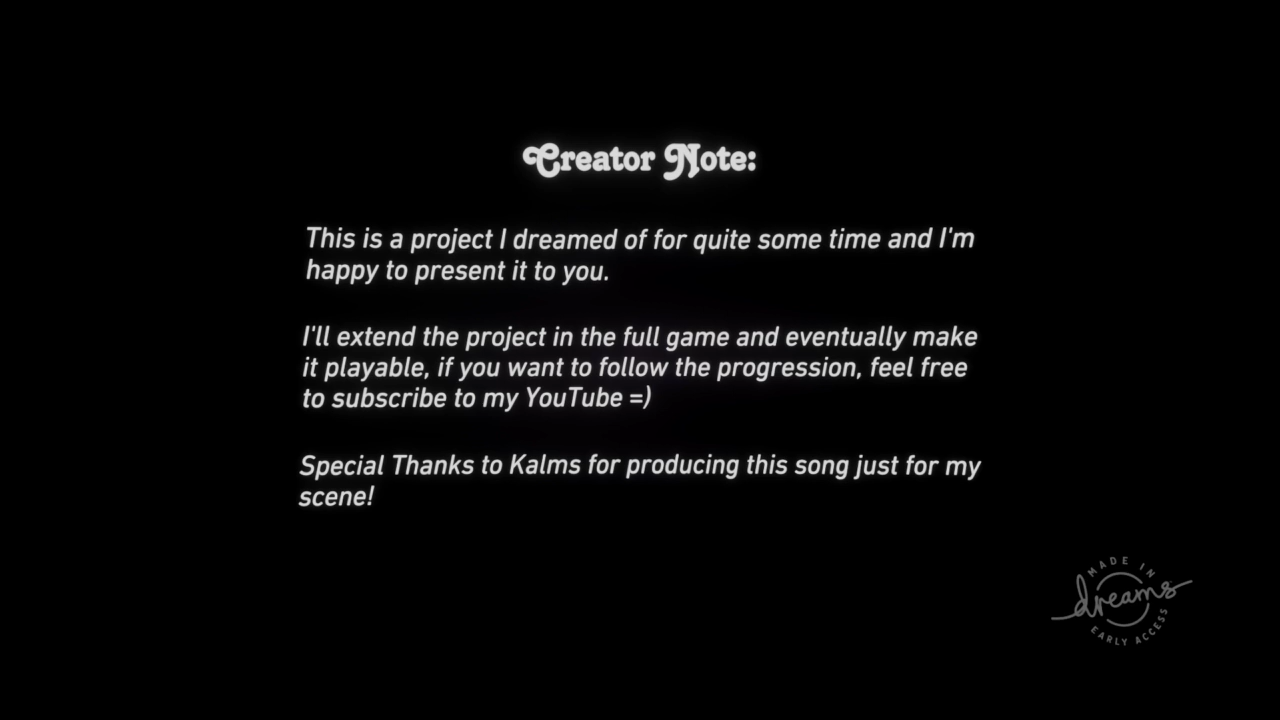 Creator Note:
This is a project I dreamed of for quite some time and I'm
happy to present it to you.
I'll extend the project in the full game and eventually make
it playable, if you want to follow the progression, feel free
to subscribe to my YouTube =)
Special Thanks to Kalms for producing this song just for my
scene!
MADE IN
dreams
EARLY ACCESS